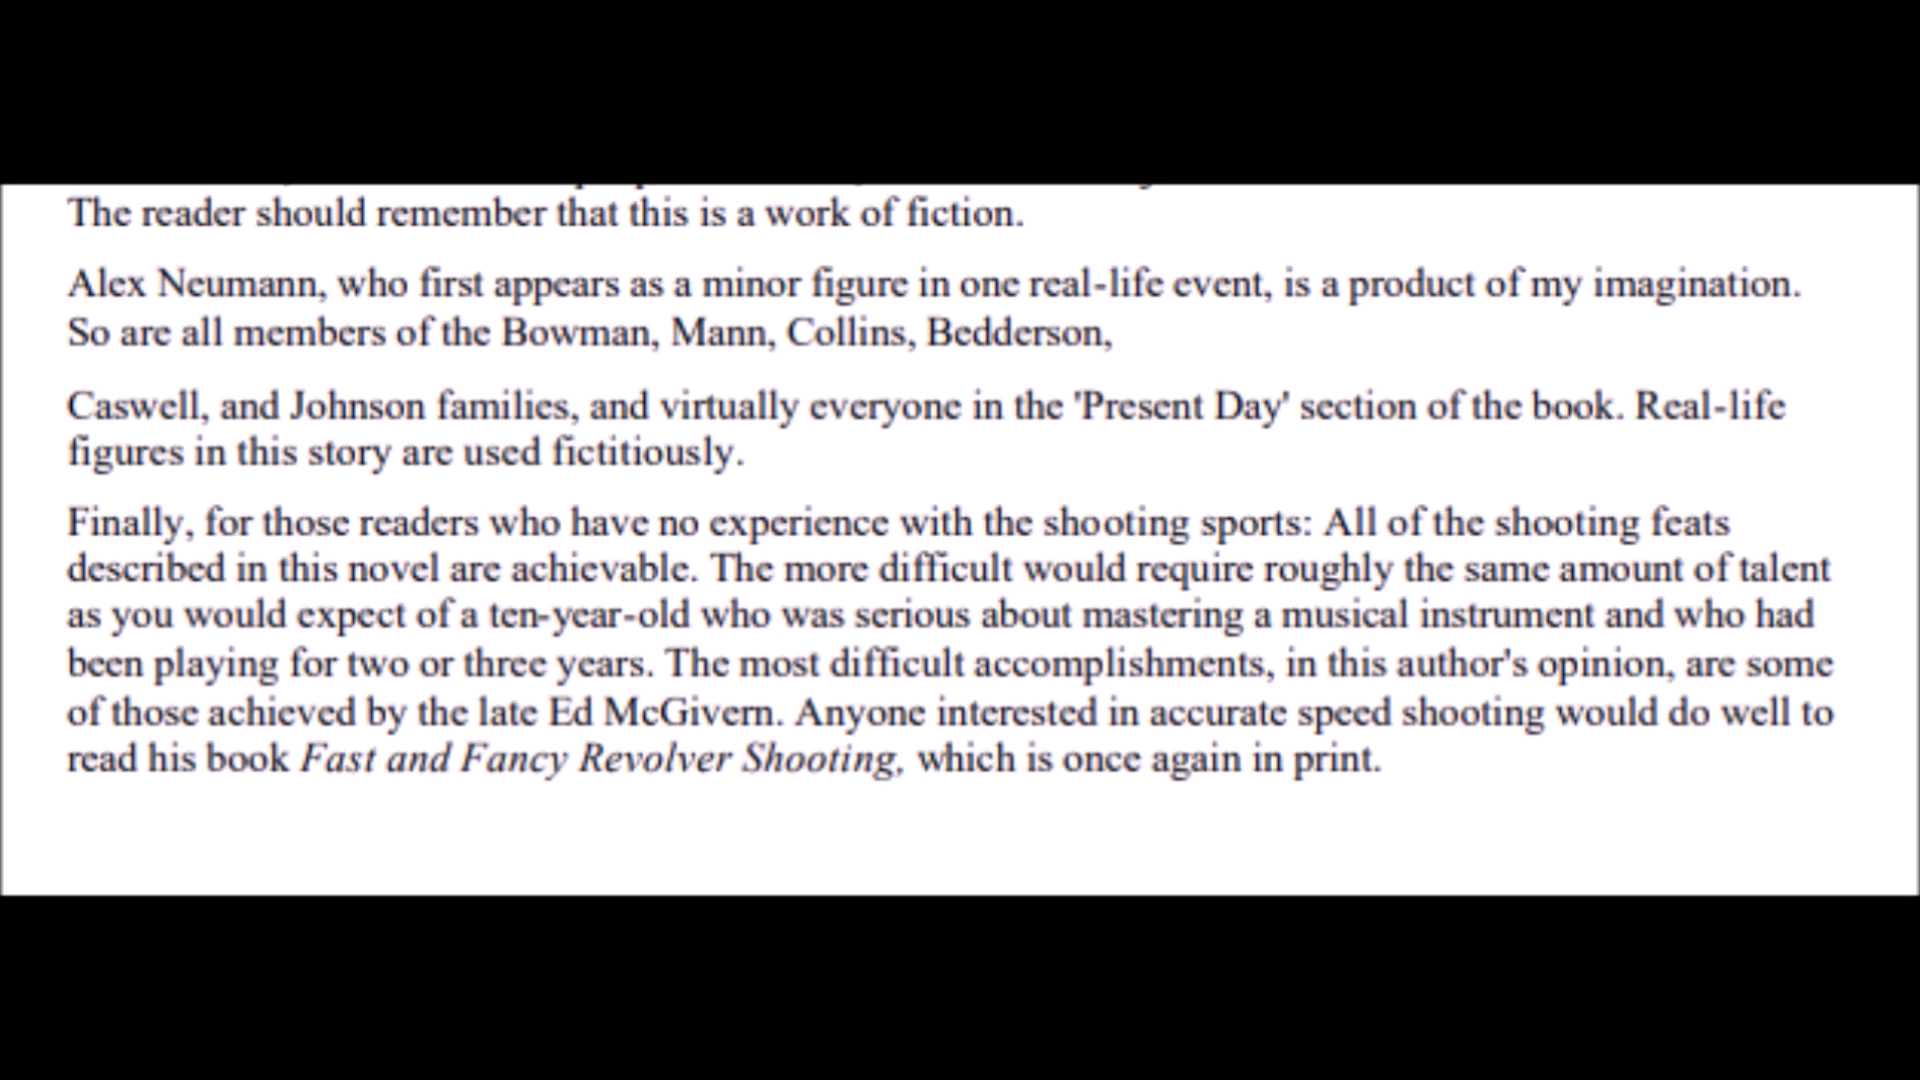 The reader should remember that this is a work of fiction.
Alex Neumann, who first appears as a minor figure in one real-life event, is a product of my imagination.
So are all members of the Bowman, Mann, Collins, Bedderson,
Caswell, and Johnson families, and virtually everyone in the 'Present Day' section of the book. Real-life
figures in this story are used fictitiously.
Finally, for those readers who have no experience with the shooting sports: All of the shooting feats
described in this novel are achievable. The more difficult would require roughly the same amount of talent
as you would expect of a ten-year-old who was serious about mastering a musical instrument and who had
been playing for two or three years. The most difficult accomplishments, in this author's opinion, are some
of those achieved by the late Ed McGivern. Anyone interested in accurate speed shooting would do well to
read his book Fast and Fancy Revolver Shooting, which is once again in print.